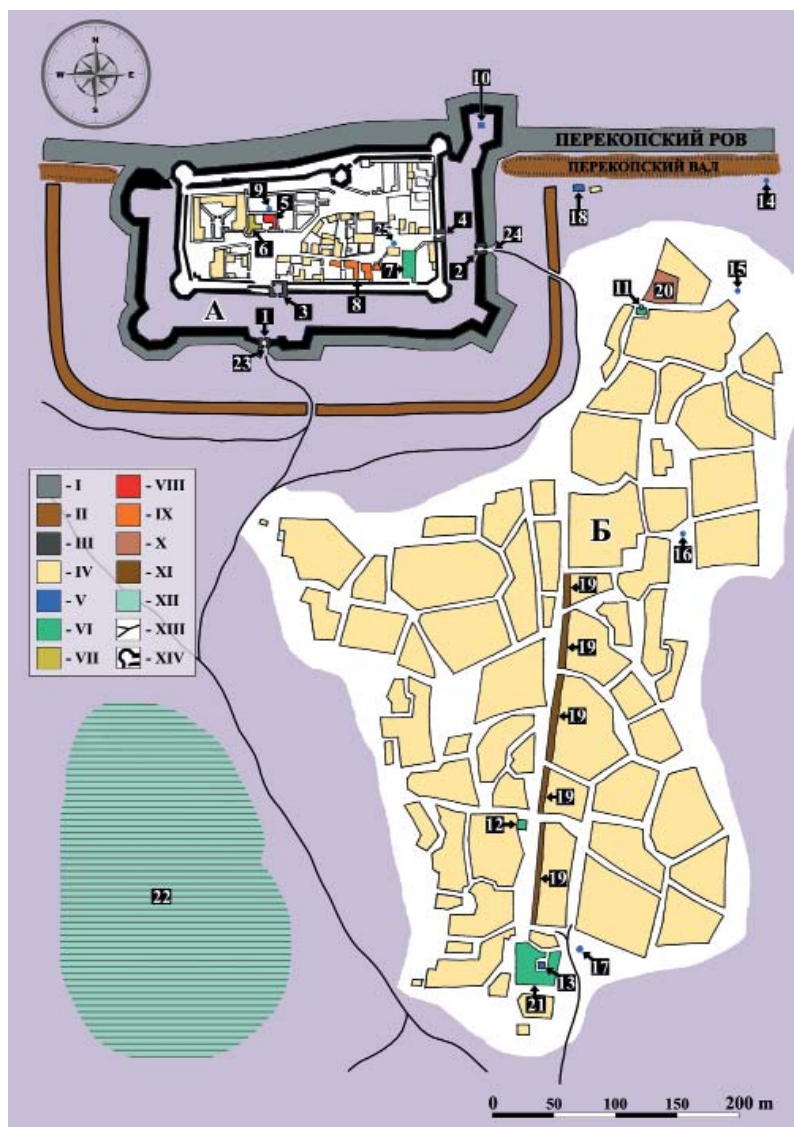 N
W E
S
10
ПЕРЕКОПСКИЙ РОВ
ПЕРЕКОПСКИЙ ВАЛ
9
5
4
18
14
25
24
6
7
2
15
8
11
20
А
1
3
23
- I
- II
- III
- IV
- V
- VI
- VII
- VIII
- IX
- X
- XI
- XII
- XIII
- XIV
Б
16
19
19
19
19
12
19
22
17
13
21
0 50 100 150 200 m